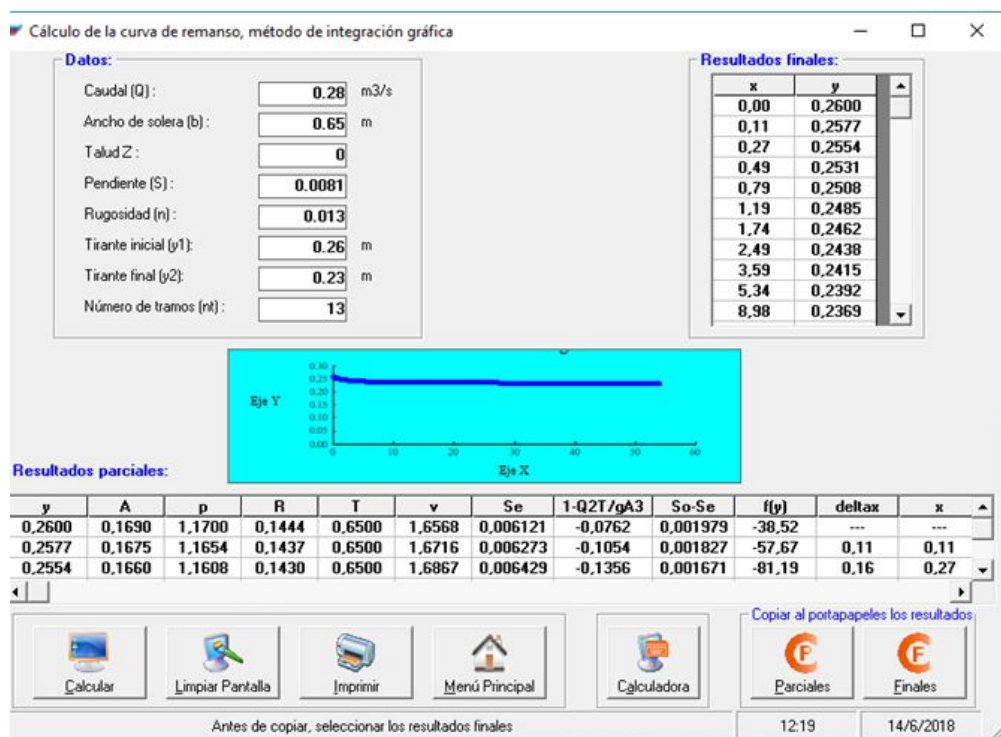 Cálculo de la curva de remanso, método de integración gráfica
Datos:
Caudal (Q) : 0.28 m3/s
Ancho de solera (b) : 0.65 m
Talud Z : 0
Pendiente (S) : 0.0081
Rugosidad (n) : 0.013
Tirante inicial (y1): 0.26 m
Tirante final (y2): 0.23 m
Número de tramos (nt) : 13
Resultados finales:
x y
0,00 0,2600
0,11 0,2577
0,27 0,2554
0,49 0,2531
0,79 0,2508
1,19 0,2485
1,74 0,2462
2,49 0,2438
3,59 0,2415
5,34 0,2392
8,98 0,2369
0.30
0.25
Eje Y 0.20
0.15
0.10
0.05
0.00
0 10 20 30 40 50 60
Eje X
Resultados parciales:
y A p R T v Se 1-Q2T/gA3 So-Se f(y) deltax x
0,2600 0,1690 1,1700 0,1444 0,6500 1,6568 0,006121 -0,0762 0,001979 -38,52 --- ---
0,2577 0,1675 1,1654 0,1437 0,6500 1,6716 0,006273 -0,1054 0,001827 -57,67 0,11 0,11
0,2554 0,1660 1,1608 0,1430 0,6500 1,6867 0,006429 -0,1356 0,001671 -81,19 0,16 0,27
Copiar al portapapeles los resultados
P F
Calcular Limpiar Pantalla Imprimir Menú Principal Calculadora Parciales Finales
Antes de copiar, seleccionar los resultados finales 12:19 14/6/2018